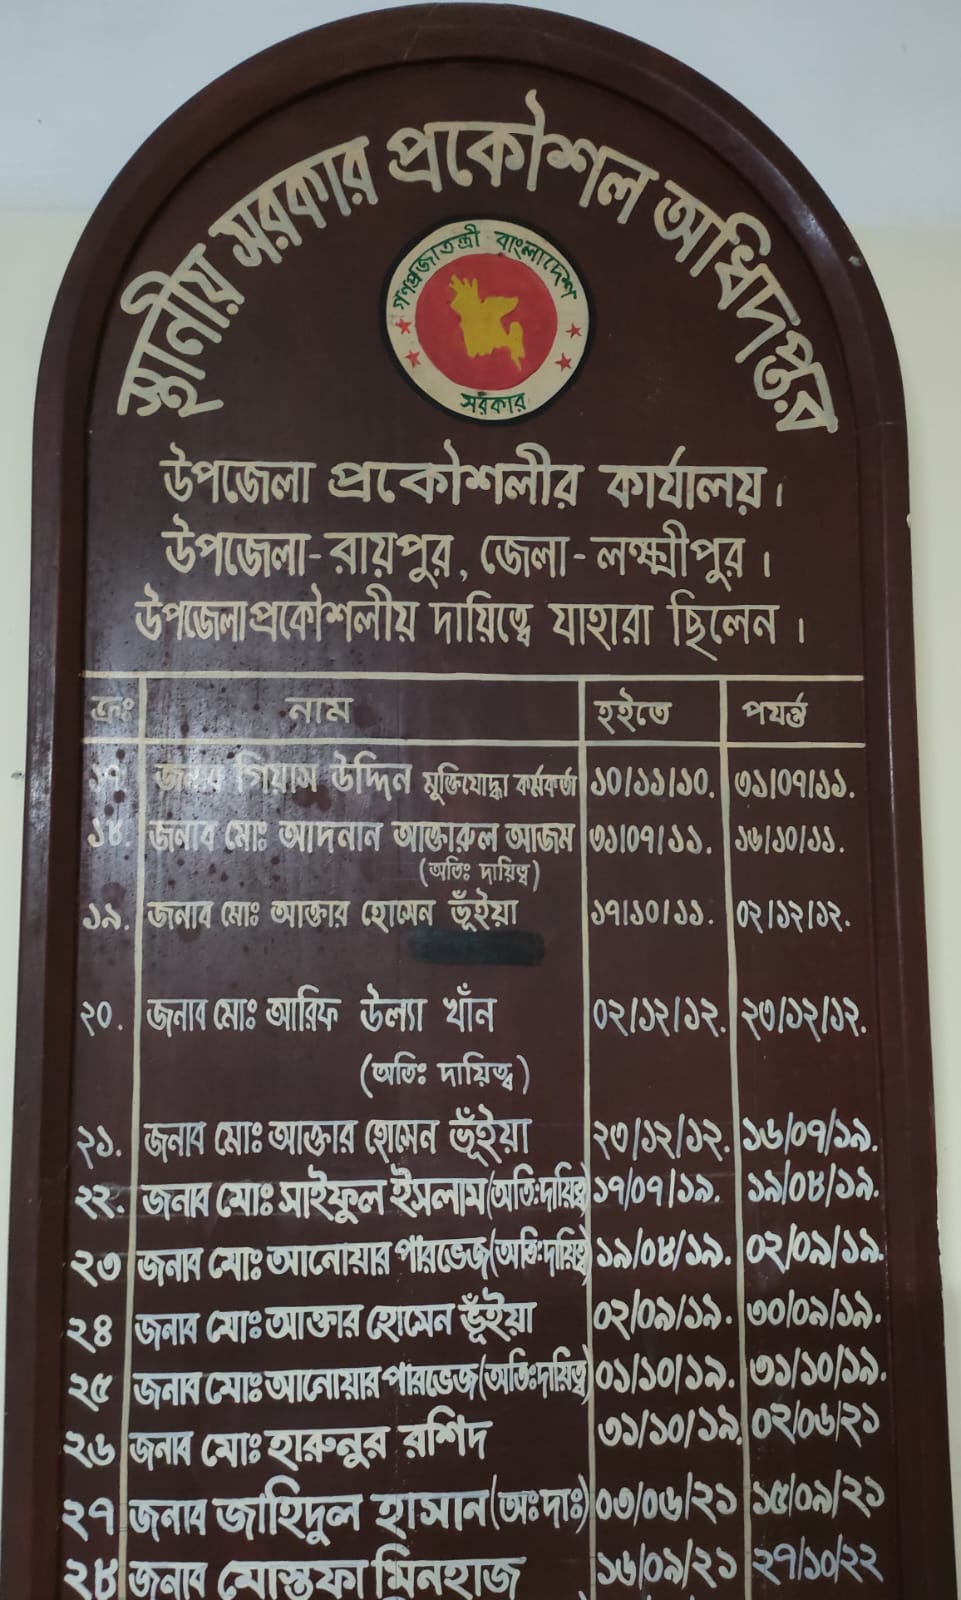 স্থানীয় সরকার প্রকৌশল অধিদপ্তর
গণপ্রজাতন্ত্রী বাংলাদেশ
সরকার
উপজেলা প্রকৌশলীর কার্যালয়।
উপজেলা-রায়পুর, জেলা-লক্ষ্মীপুর।
উপজেলা প্রকৌশলীয় দায়িত্বে যাহারা ছিলেন।
ক্রঃ নাম হইতে পযর্ন্ত
১৭ জনাব গিয়াস উদ্দিন মুক্তিযোদ্ধা কর্মকর্তা ১০/১১/১০. ৩১/০৭/১১.
১৮. জনাব মোঃ আদনান আক্তারুল আজম ৩১/০৭/১১. ১৬/১০/১১.
(অতিঃ দায়িত্ব)
১৯. জনাব মোঃ আক্তার হোসেন ভূঁইয়া ১৭/১০/১১. ০২/১২/১২.
২০. জনাব মোঃ আরিফ উল্যা খাঁন ০২/১২/১২. ২৩/১২/১২.
(অতিঃ দায়িত্ব)
২১. জনাব মোঃ আক্তার হোসেন ভূঁইয়া ২৩/১২/১২. ১৬/০৭/১৯.
২২. জনাব মোঃ সাইফুল ইসলাম(অতি:দায়িত্ব) ১৭/০৭/১৯. ১৯/০৮/১৯.
২৩ জনাব মোঃ আনোয়ার পারভেজ(অতি:দায়িত্ব) ১৯/০৮/১৯. ০২/০৯/১৯.
২৪ জনাব মোঃ আক্তার হোসেন ভূঁইয়া ০২/০৯/১৯. ৩০/০৯/১৯.
২৫ জনাব মোঃ আনোয়ার পারভেজ(অতি:দায়িত্ব) ০১/১০/১৯. ৩১/১০/১৯.
২৬ জনাব মোঃ হারুনুর রশিদ ৩১/১০/১৯. ০২/০৬/২১
২৭ জনাব জাহিদুল হাসান(অঃদাঃ) ০৩/০৬/২১ ১৫/০৯/২১
২৮ জনাব মোস্তফা মিনহাজ ১৬/০৯/২১ ২৭/১০/২২